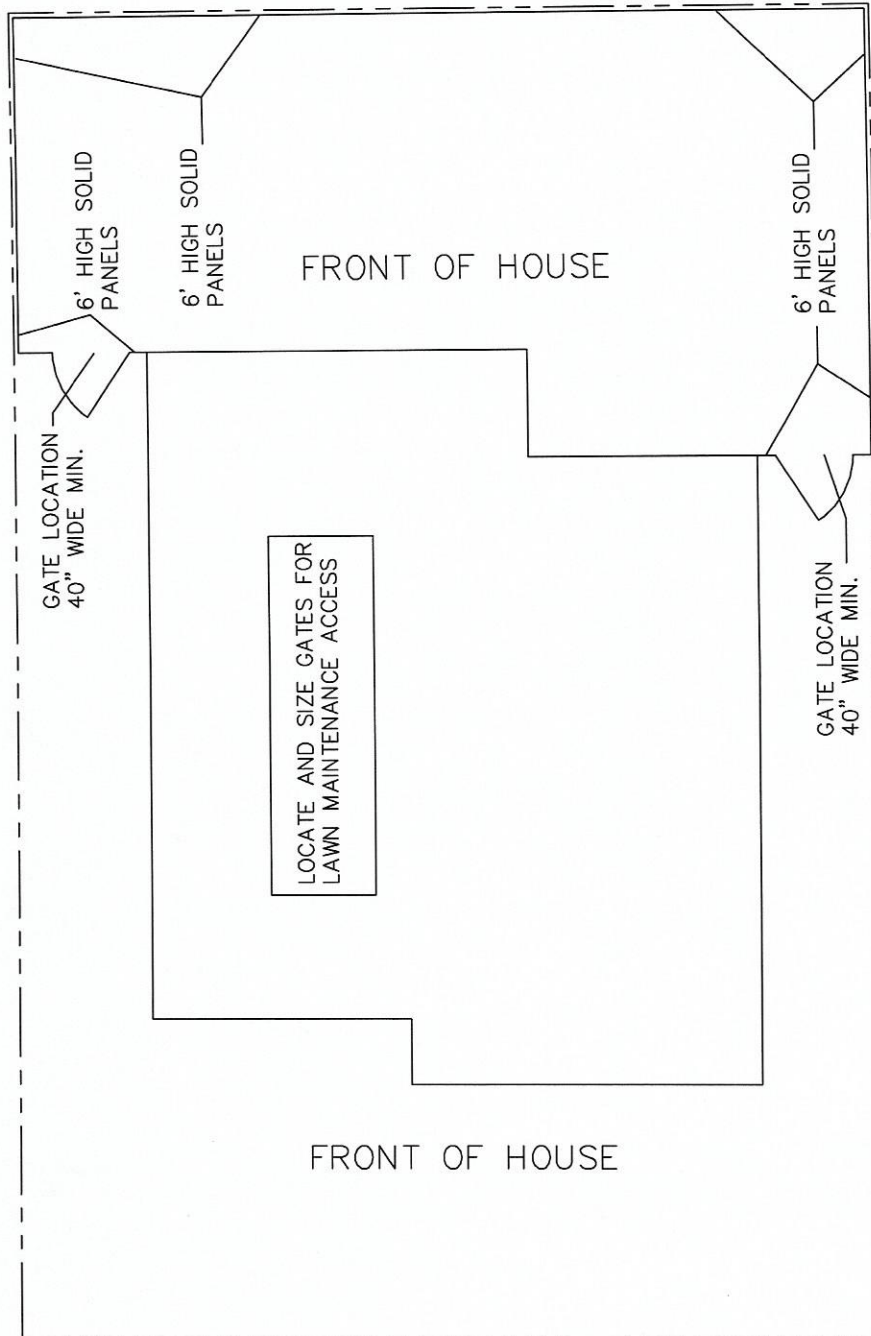 6' HIGH SOLID
PANELS
6' HIGH SOLID
PANELS
FRONT OF HOUSE
6' HIGH SOLID
PANELS
GATE LOCATION
40" WIDE MIN.
LOCATE AND SIZE GATES FOR
LAWN MAINTENANCE ACCESS
GATE LOCATION
40" WIDE MIN.
FRONT OF HOUSE